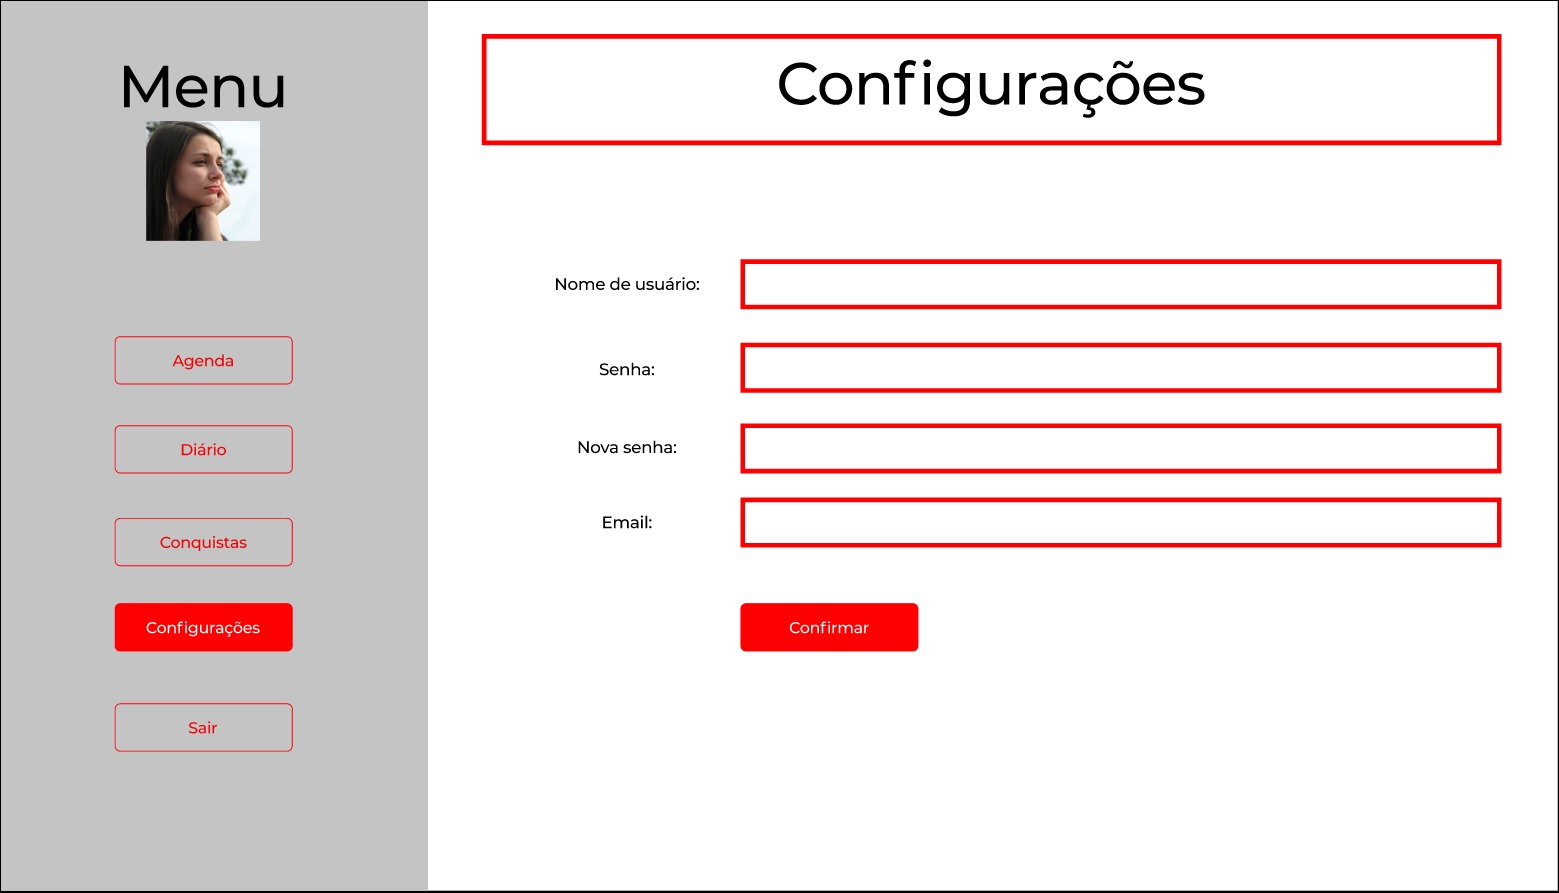 Menu
Agenda
Diário
Conquistas
Configurações
Sair
Configurações
Nome de usuário:
Senha:
Nova senha:
Email:
Confirmar